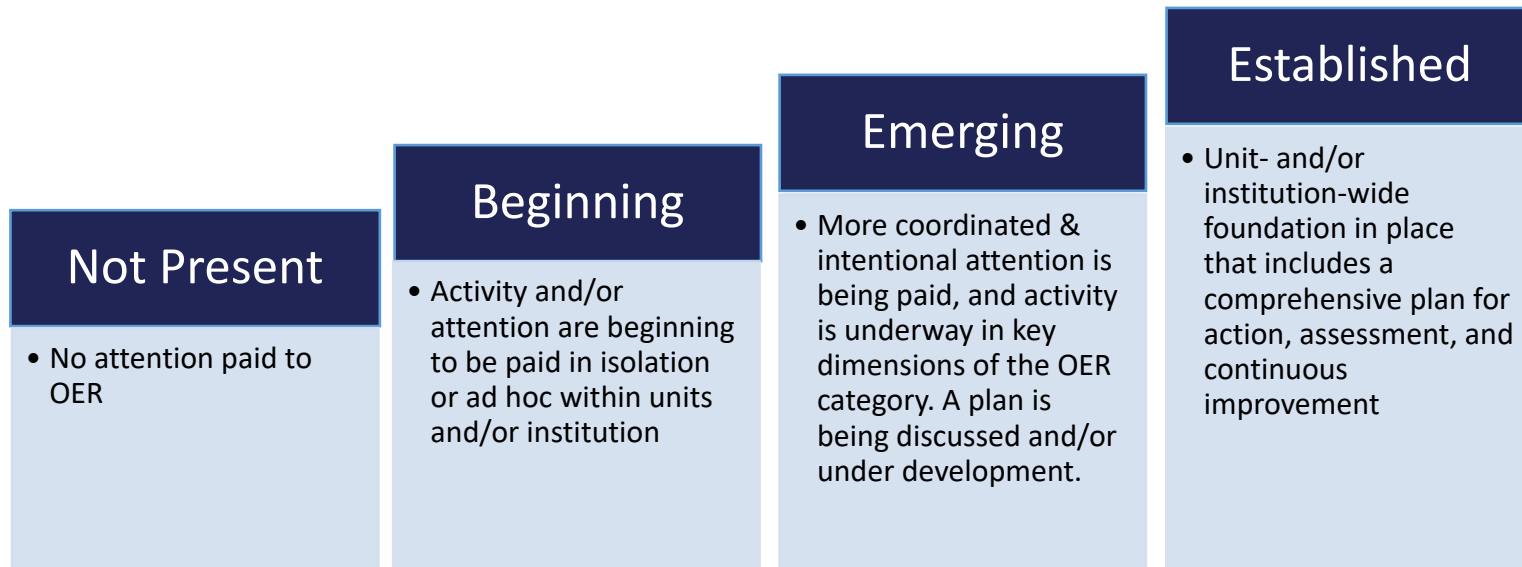 Not Present
• No attention paid to
OER
Beginning
• Activity and/or
attention are beginning
to be paid in isolation
or ad hoc within units
and/or institution
Emerging
• More coordinated &
intentional attention is
being paid, and activity
is underway in key
dimensions of the OER
category. A plan is
being discussed and/or
under development.
Established
• Unit- and/or
institution-wide
foundation in place
that includes a
comprehensive plan for
action, assessment, and
continuous
improvement